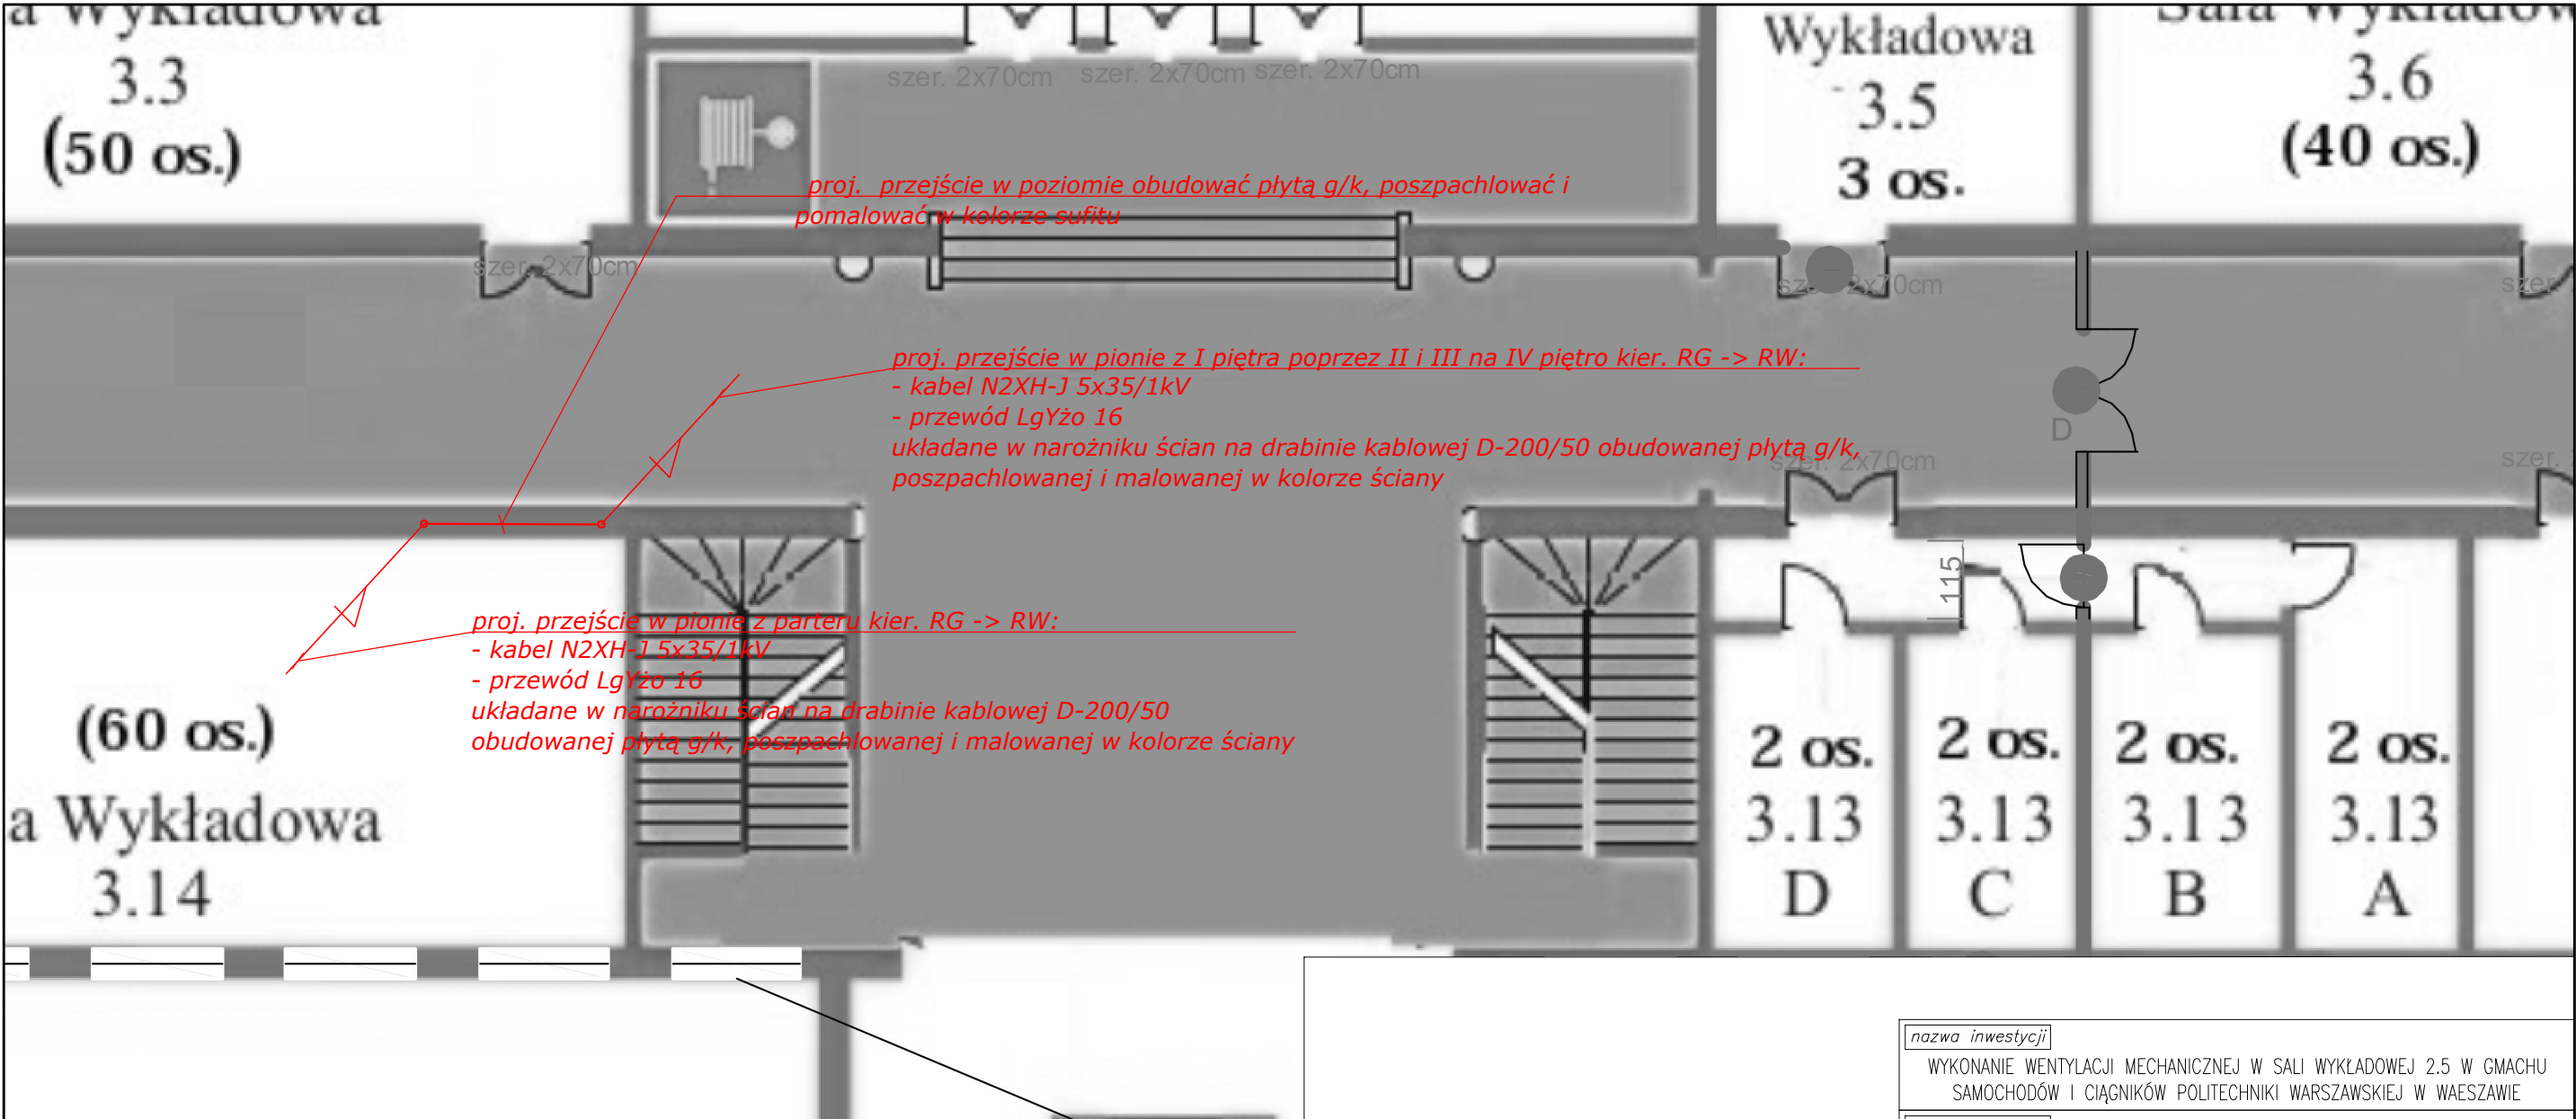 a Wykładowa
3.3
(50 os.)
szer. 2x70cm
szer. 2x70cm
szer. 2x70cm
Wykładowa
3.5
3 os.
Sala Wykładow
3.6
(40 os.)
proj. przejście w poziomie obudować płytą g/k, poszpachlować i
pomalować w kolorze sufitu
szer. 2x70cm
szer. 2x70cm
szer.
proj. przejście w pionie z I piętra poprzez II i III na IV piętro kier. RG -> RW:
- kabel N2XH-J 5x35/1kV
- przewód LgYżo 16
układane w narożniku ścian na drabinie kablowej D-200/50 obudowanej płytą g/k,
poszpachlowanej i malowanej w kolorze ściany
D
szer. 2x70cm
szer.
115
proj. przejście w pionie z parteru kier. RG -> RW:
- kabel N2XH-J 5x35/1kV
- przewód LgYżo 16
układane w narożniku ścian na drabinie kablowej D-200/50
obudowanej płytą g/k, poszpachlowanej i malowanej w kolorze ściany
(60 os.)
a Wykładowa
3.14
2 os.
3.13
D
2 os.
3.13
C
2 os.
3.13
B
2 os.
3.13
A
nazwa inwestycji
WYKONANIE WENTYLACJI MECHANICZNEJ W SALI WYKŁADOWEJ 2.5 W GMACHU
SAMOCHODÓW I CIĄGNIKÓW POLITECHNIKI WARSZAWSKIEJ W WAESZAWIE